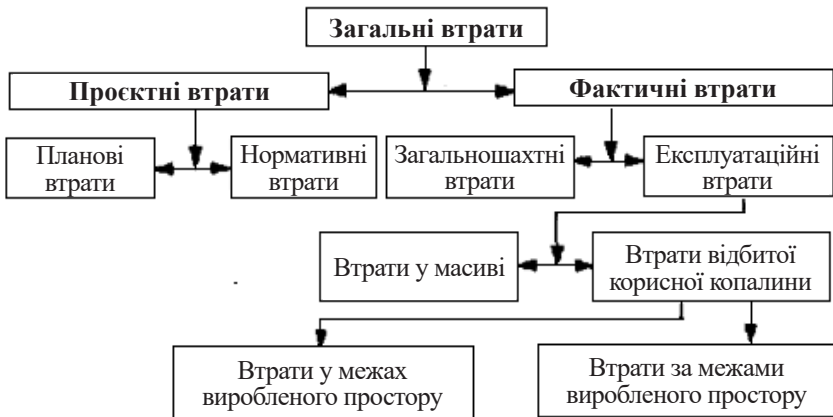 Загальні втрати
Проєктні втрати
Фактичні втрати
Планові
втрати
Нормативні
втрати
Загальношахтні
втрати
Експлуатаційні
втрати
Втрати у масиві
Втрати відбитої
корисної копалини
Втрати у межах
виробленого простору
Втрати за межами
виробленого простору